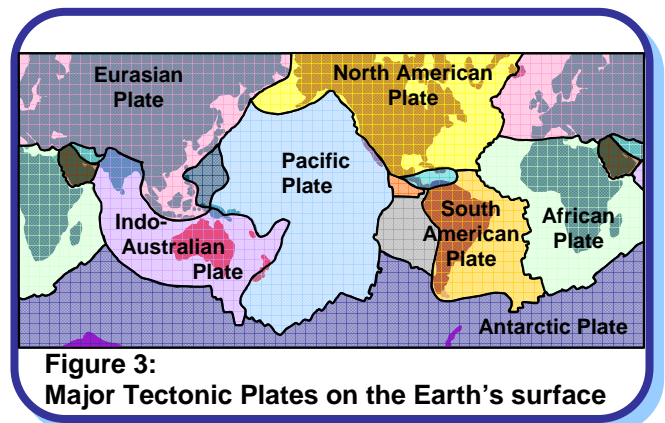 Eurasian
Plate
North American
Plate
Pacific
Plate
Indo-
Australian
Plate
South
American
Plate
African
Plate
Antarctic Plate
Figure 3:
Major Tectonic Plates on the Earth's surface